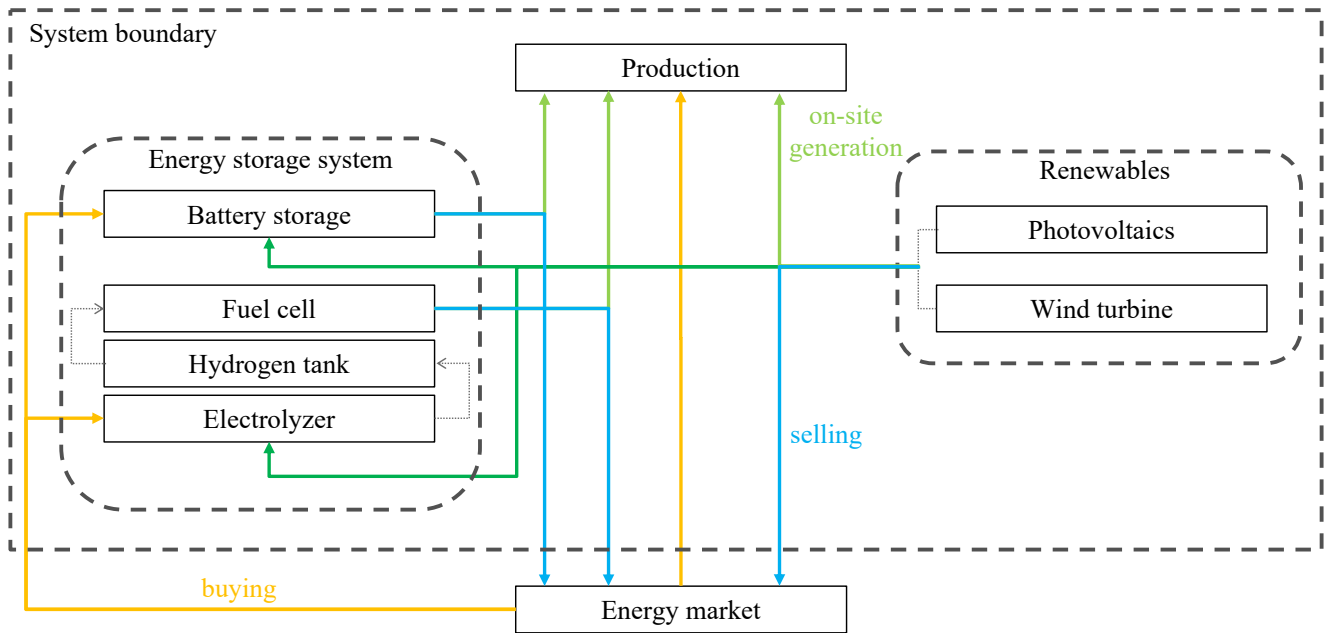 System boundary
Production
on-site
generation
Energy storage system
Renewables
Battery storage
Photovoltaics
Fuel cell
Wind turbine
Hydrogen tank
Electrolyzer
selling
buying
Energy market